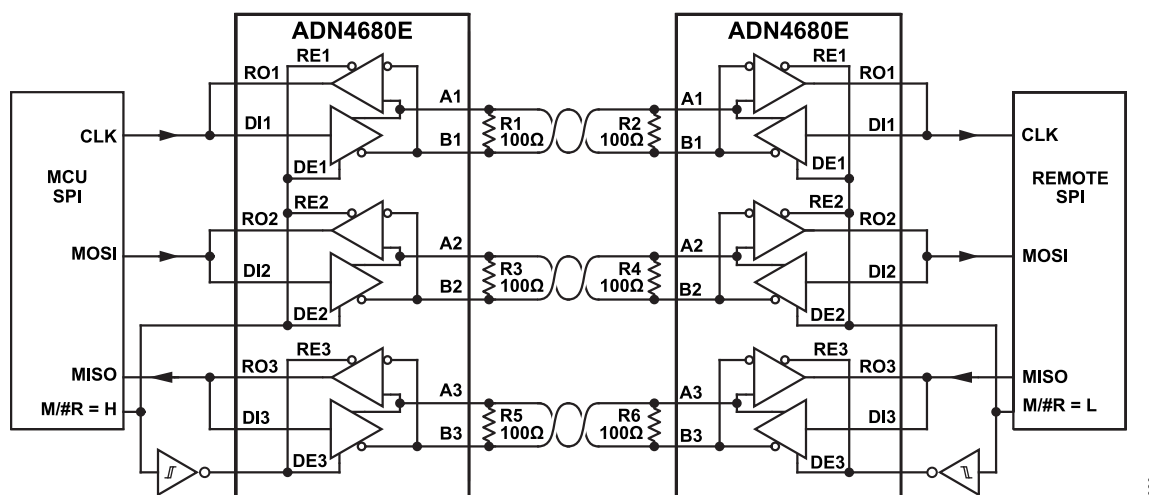 ADN4680E
ADN4680E
RE1
RE1
RO1
RO1
A1
A1
CLK
DI1
R1
100Ω
R2
100Ω
DI1
CLK
B1
B1
MCU
SPI
DE1
DE1
REMOTE
SPI
RE2
RE2
RO2
RO2
MOSI
A2
A2
MOSI
DI2
R3
100Ω
R4
100Ω
DI2
B2
B2
DE2
DE2
RE3
RE3
MISO
RO3
RO3
MISO
M/#R = H
A3
A3
M/#R = L
DI3
R5
100Ω
R6
100Ω
DI3
B3
B3
DE3
DE3